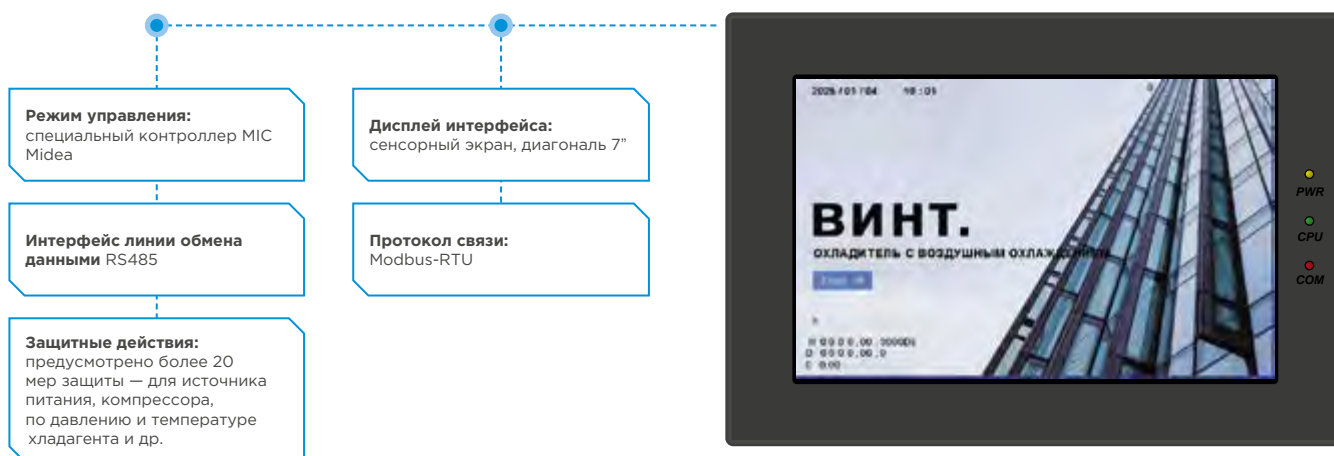 Режим управления:
специальный контроллер MIC
Midea
Интерфейс линии обмена
данными RS485
Защитные действия:
предусмотрено более 20
мер защиты — для источника
питания, компрессора,
по давлению и температуре
хладагента и др.
Дисплей интерфейса:
сенсорный экран, диагональ 7”
Протокол связи:
Modbus-RTU
ВИНТ.
ОХЛАДИТЕЛЬ С ВОЗДУШНЫМ ОХЛАЖДЕНИЕМ
PWR
CPU
COM